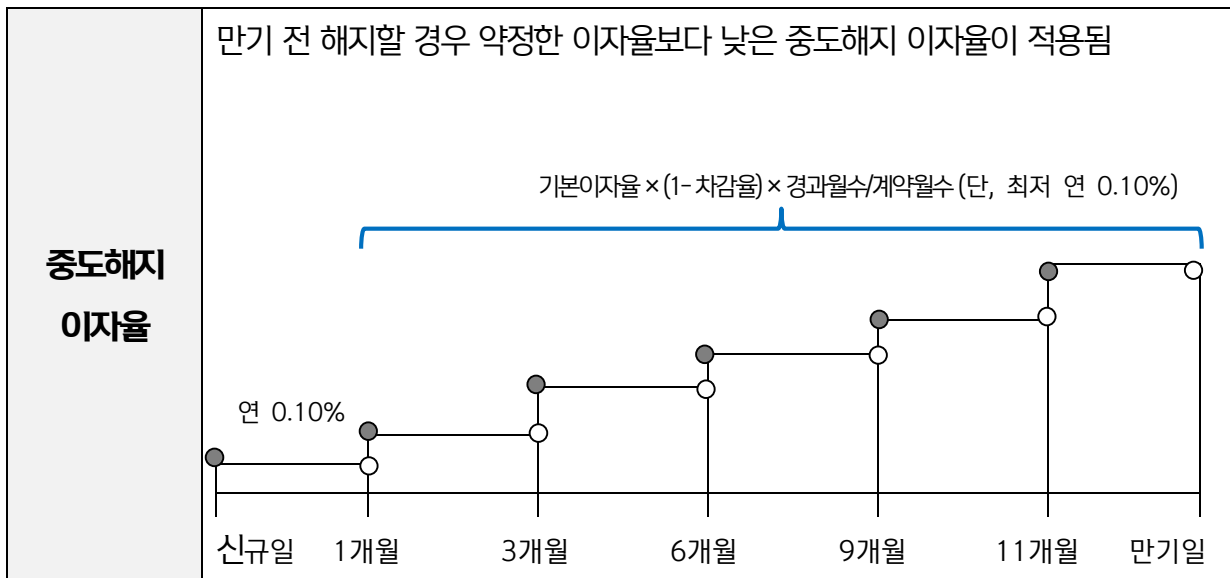 만기 전 해지할 경우 약정한 이자율보다 낮은 중도해지 이자율이 적용됨
기본이자율 × (1- 차감율) × 경과월수/계약월수 (단, 최저 연 0.10%)
중도해지
이자율
연 0.10%
신규일 1개월 3개월 6개월 9개월 11개월 만기일